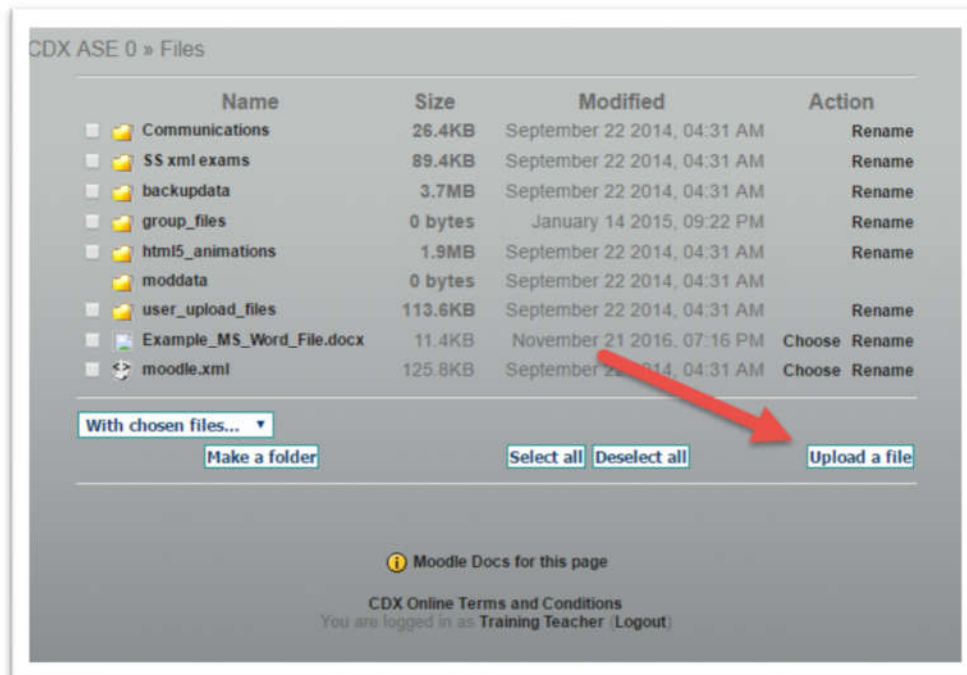 CDX ASE 0 » Files
Name Size Modified Action
Communications 26.4KB September 22 2014, 04:31 AM Rename
SS xml exams 89.4KB September 22 2014, 04:31 AM Rename
backupdata 3.7MB September 22 2014, 04:31 AM Rename
group_files 0 bytes January 14 2015, 09:22 PM Rename
html5_animations 1.9MB September 22 2014, 04:31 AM Rename
moddata 0 bytes September 22 2014, 04:31 AM
user_upload_files 113.6KB September 22 2014, 04:31 AM Rename
Example_MS_Word_File.docx 11.4KB November 21 2016, 07:16 PM Choose Rename
moodle.xml 125.8KB September 22 2014, 04:31 AM Choose Rename
With chosen files...
Make a folder Select all Deselect all Upload a file
Moodle Docs for this page
CDX Online Terms and Conditions
You are logged in as Training Teacher (Logout)